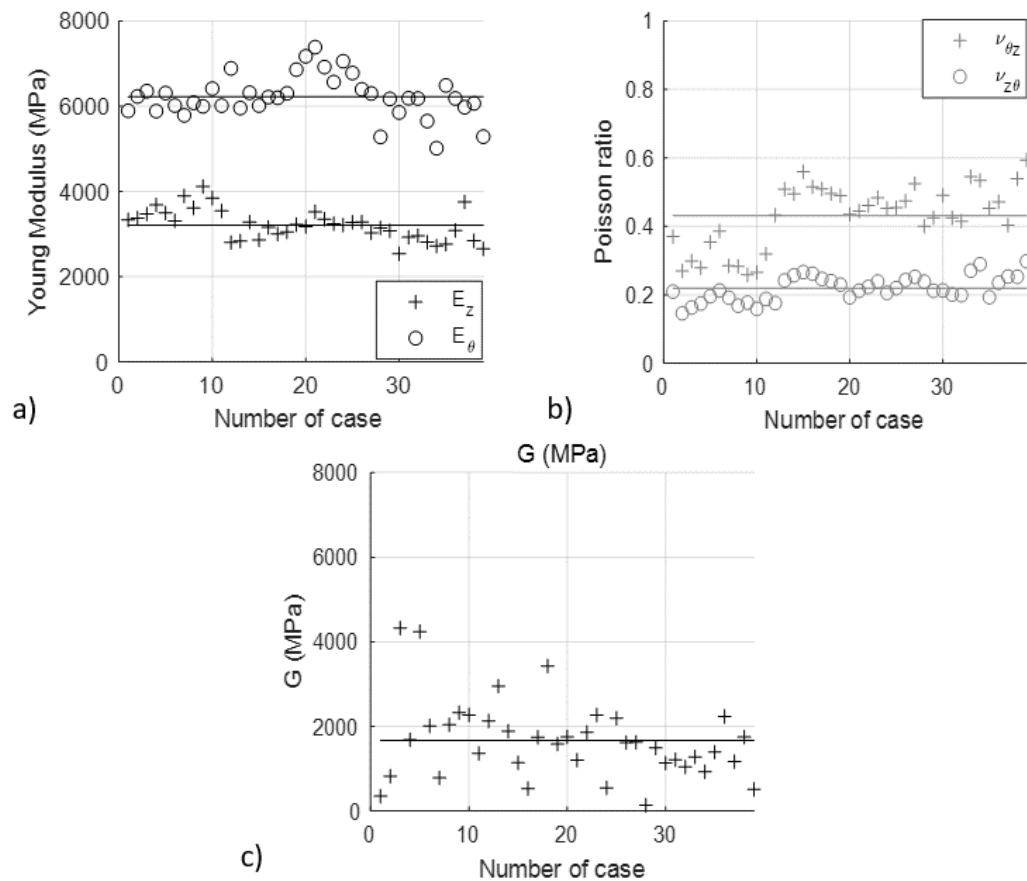 8000
6000
4000
2000
0
Young Modulus (MPa)
E_z
E_θ
0 10 20 30
Number of case
a)
1
0.8
0.6
0.4
0.2
0
Poisson ratio
ν_θz
ν_zθ
0 10 20 30
Number of case
b)
G (MPa)
8000
6000
4000
2000
0
G (MPa)
0 10 20 30
Number of case
c)